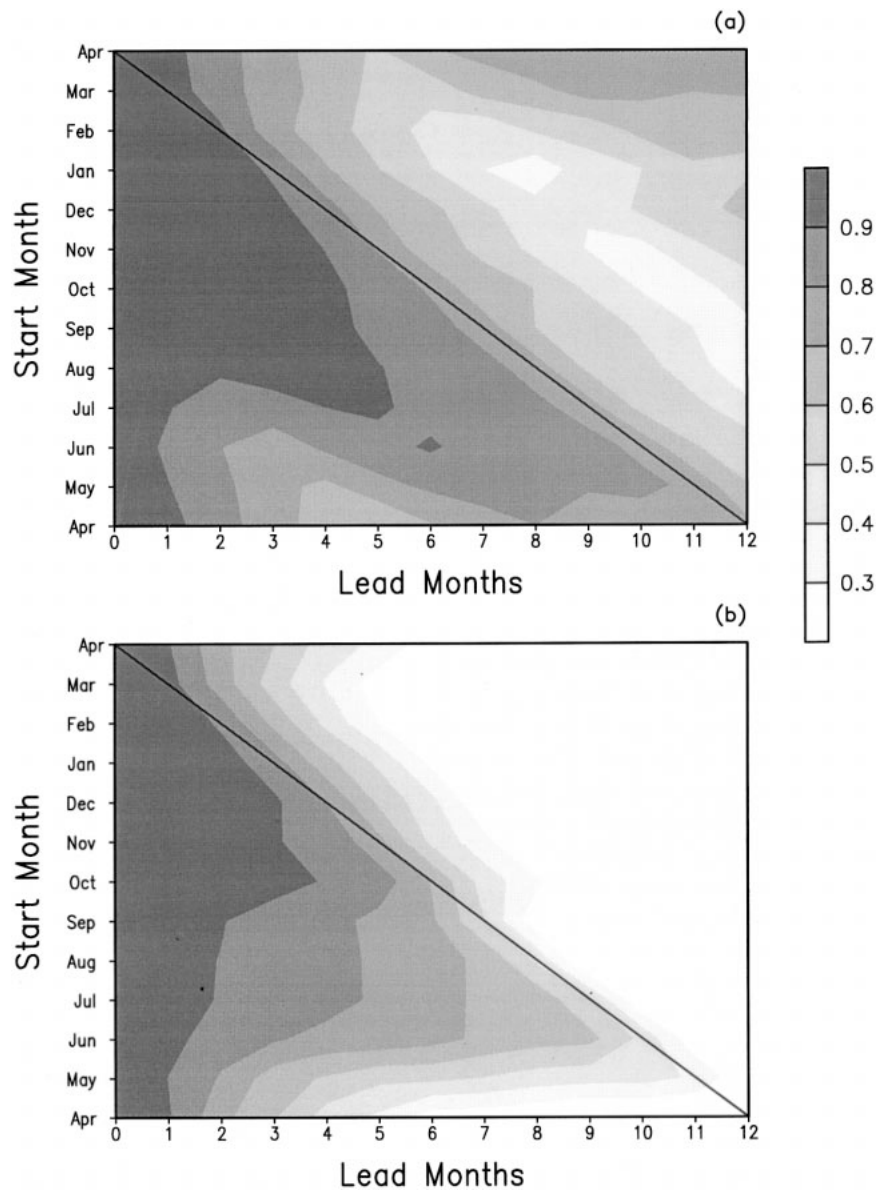 (a)
Apr
Mar
Feb
Jan
Dec
Nov
Oct
Sep
Aug
Jul
Jun
May
Apr
Start Month
0 1 2 3 4 5 6 7 8 9 10 11 12
Lead Months
0.9
0.8
0.7
0.6
0.5
0.4
0.3
(b)
Apr
Mar
Feb
Jan
Dec
Nov
Oct
Sep
Aug
Jul
Jun
May
Apr
Start Month
0 1 2 3 4 5 6 7 8 9 10 11 12
Lead Months